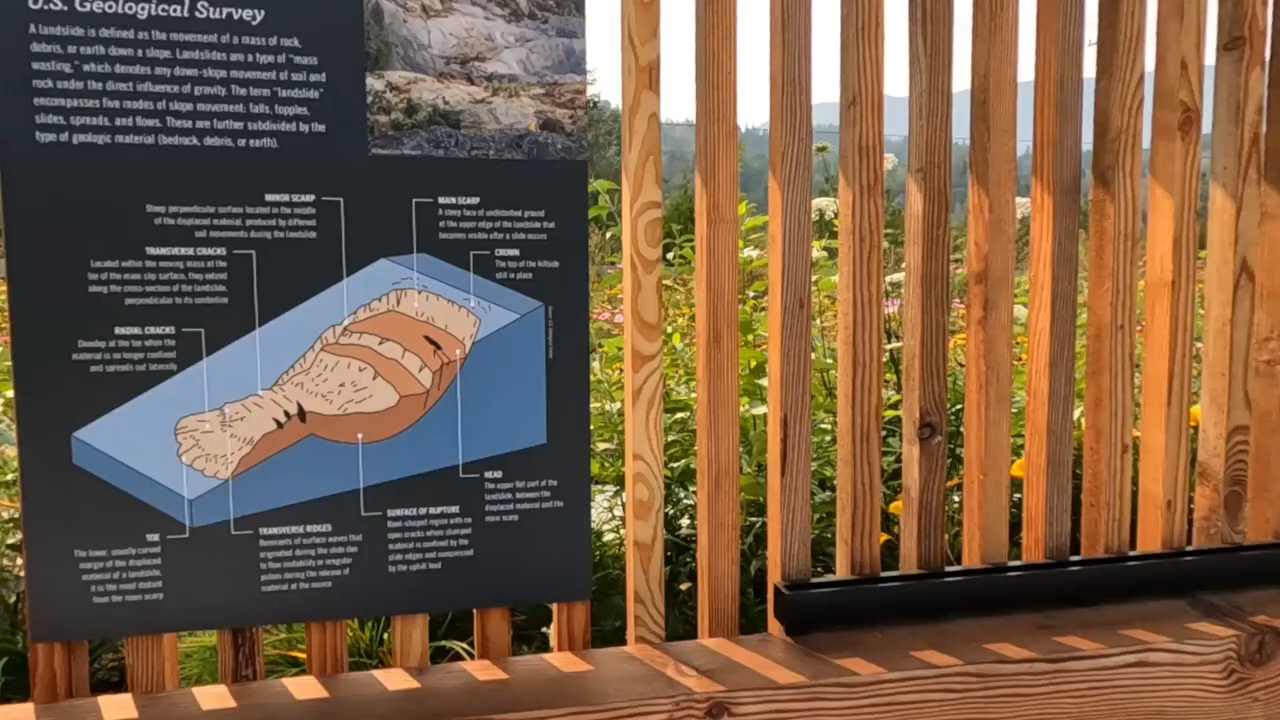 U.S. Geological Survey
A landslide is defined as the movement of a mass of rock,
debris, or earth down a slope. Landslides are a type of "mass
wasting," which denotes any down-slope movement of soil and
rock under the direct influence of gravity. The term "landslide"
encompasses five modes of slope movement: falls, topples,
slides, spreads, and flows. These are further subdivided by the
type of geologic material (bedrock, debris, or earth).
MINOR SCARP
Steep perpendicular surface located in the middle
of the displaced material, produced by different
soil movements during the landslide
MAIN SCARP
A steep face of undisturbed ground
at the upper edge of the landslide that
becomes visible after a slide occurs
TRANSVERSE CRACKS
Located within the moving mass at the
toe of the main slip surface, they extend
along the cross-section of the landslide,
perpendicular to its centerline
CROWN
The top of the hillside
still in place
RADIAL CRACKS
Develop at the toe when the
material is no longer confined
and spreads out laterally
HEAD
The upper flat part of the
landslide, between the
displaced material and the
main scarp
SURFACE OF RUPTURE
Bowl-shaped region with no
open cracks where slumped
material is confined by the
slide edges and compressed
by the uphill load
TRANSVERSE RIDGES
Remnants of surface waves that
originated during the slide due
to flow instability or irregular
pulses during the release of
material at the source
TOE
The lower, usually curved
margin of the displaced
material of a landslide,
it is the most distant
from the main scarp